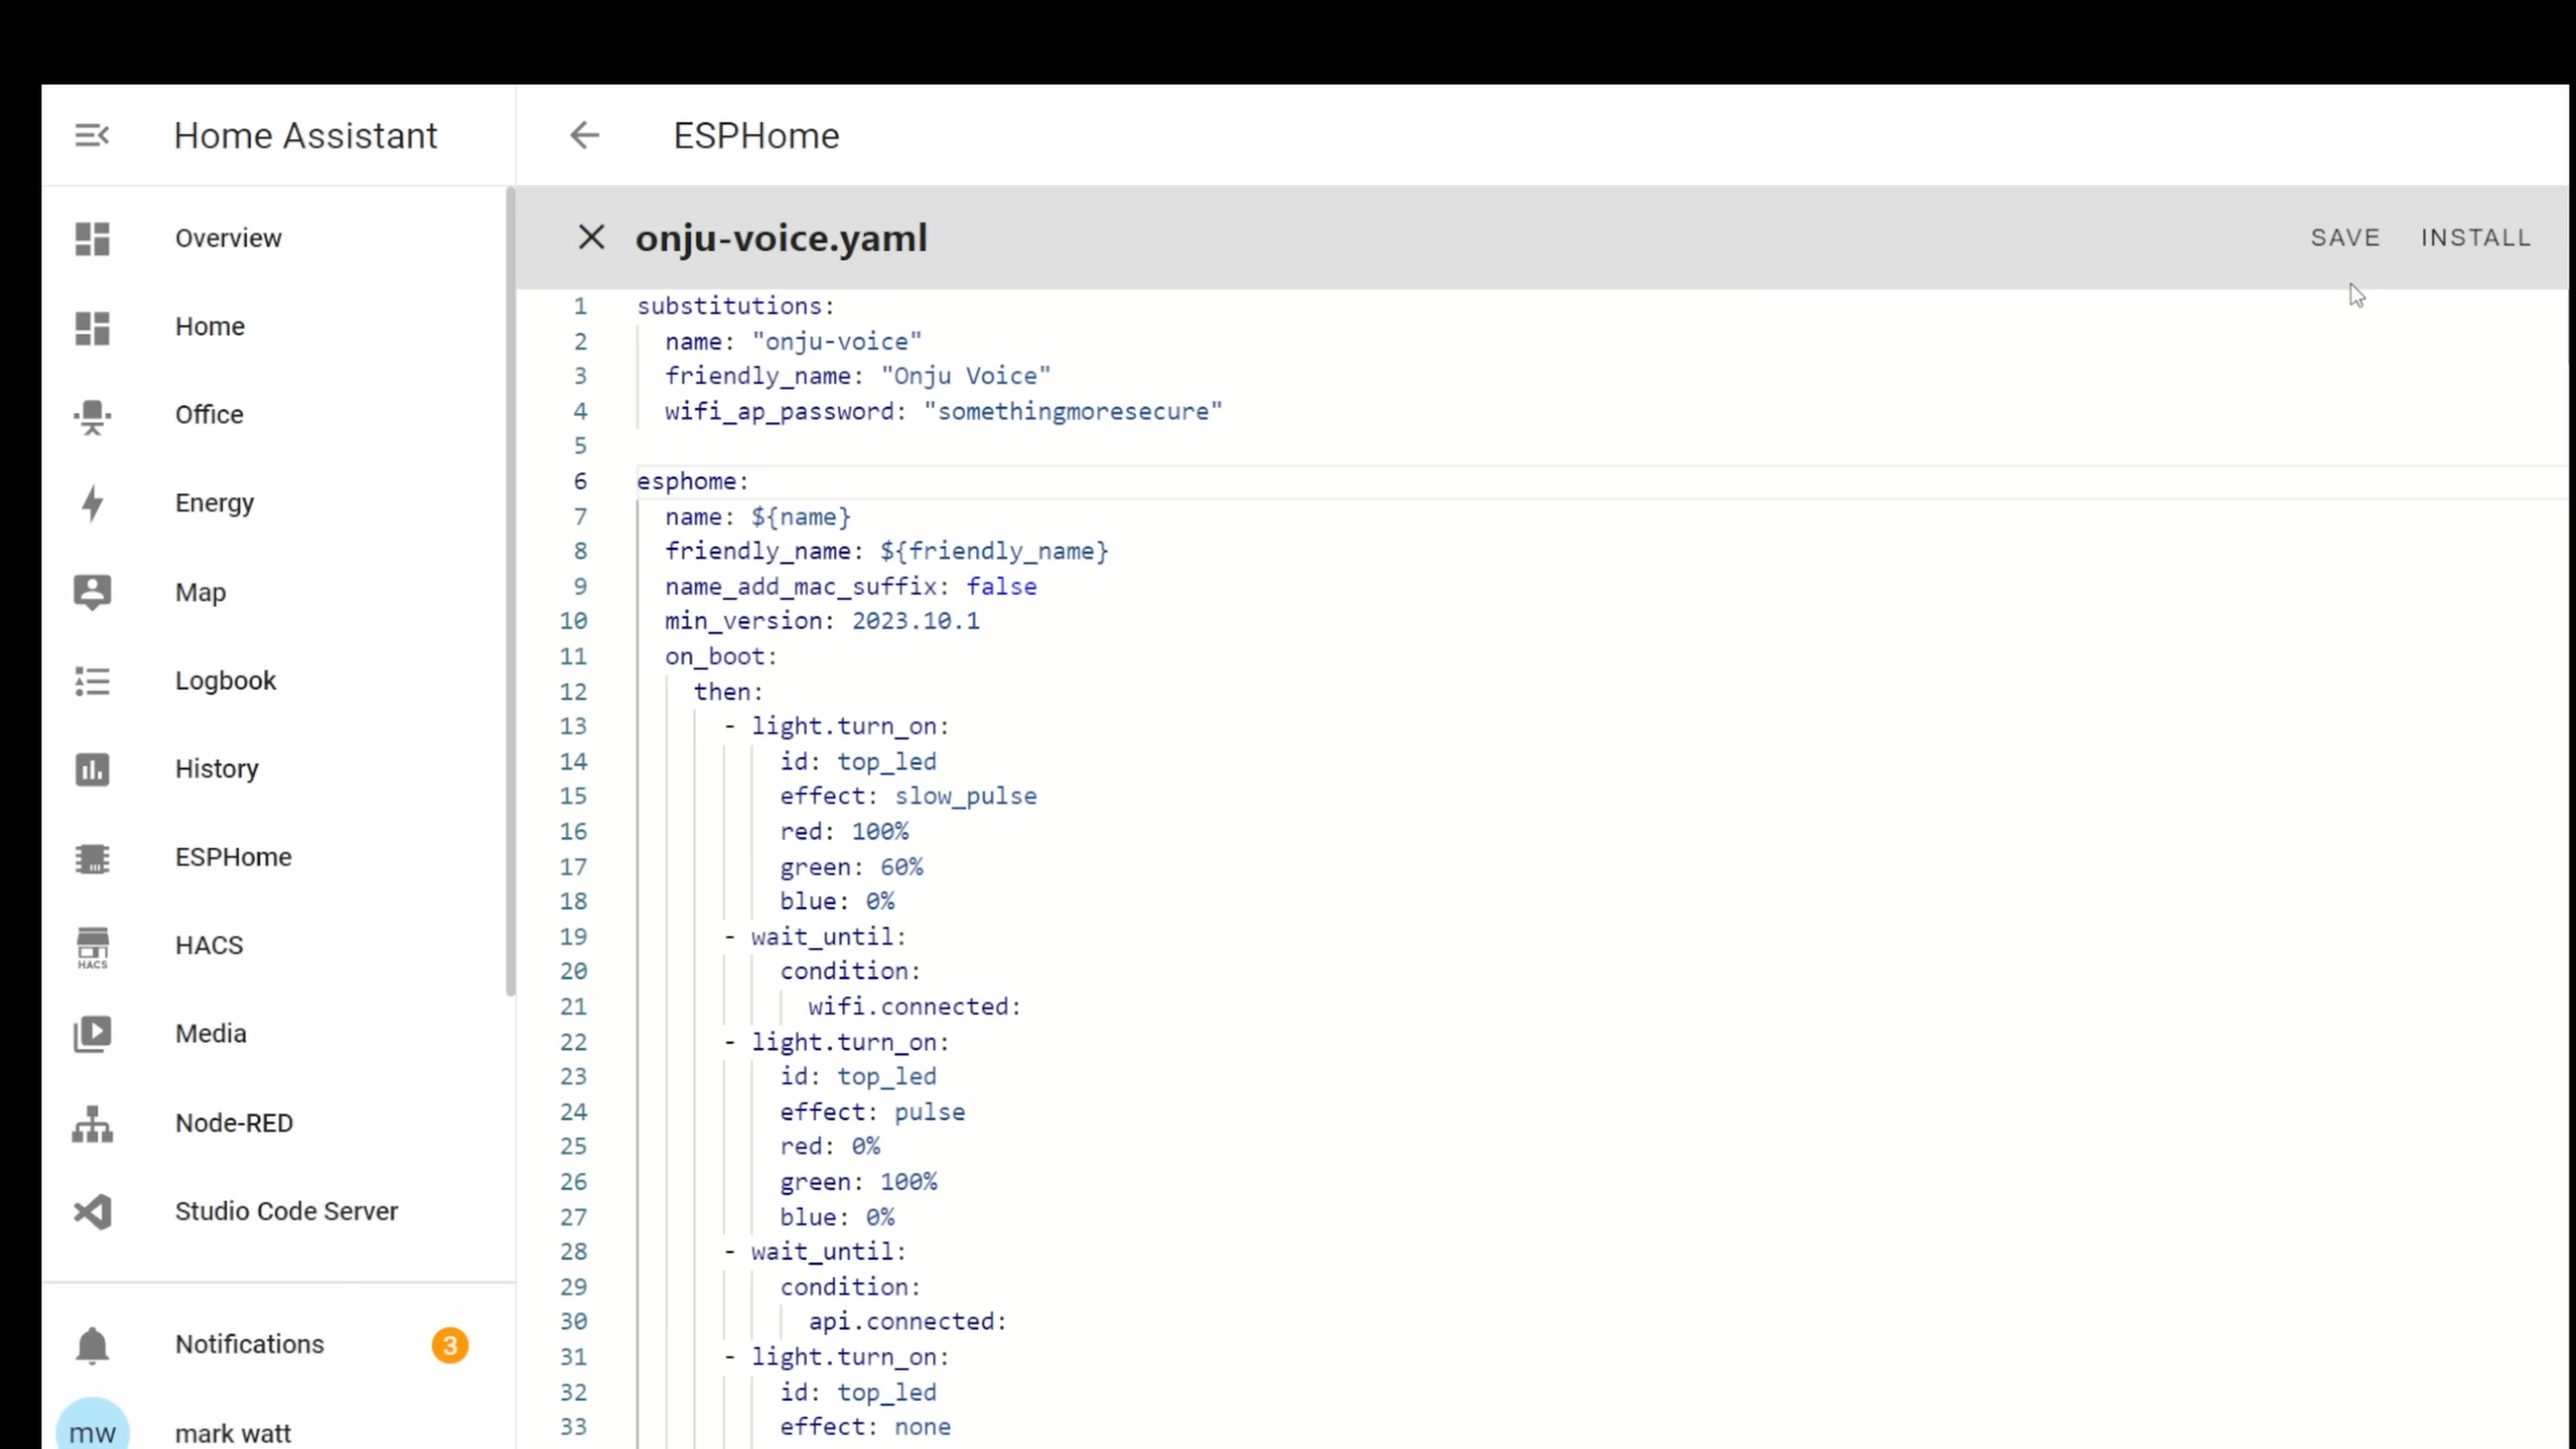 Home Assistant
Overview
Home
Office
Energy
Map
Logbook
History
ESPHome
HACS
HACS
Media
Node-RED
Studio Code Server
Notifications
3
mw
mark watt
ESPHome
onju-voice.yaml
SAVE INSTALL
1 substitutions:
2 name: "onju-voice"
3 friendly_name: "Onju Voice"
4 wifi_ap_password: "somethingmoresecure"
5
6 esphome:
7 name: ${name}
8 friendly_name: ${friendly_name}
9 name_add_mac_suffix: false
10 min_version: 2023.10.1
11 on_boot:
12 then:
13 - light.turn_on:
14 id: top_led
15 effect: slow_pulse
16 red: 100%
17 green: 60%
18 blue: 0%
19 - wait_until:
20 condition:
21 wifi.connected:
22 - light.turn_on:
23 id: top_led
24 effect: pulse
25 red: 0%
26 green: 100%
27 blue: 0%
28 - wait_until:
29 condition:
30 api.connected:
31 - light.turn_on:
32 id: top_led
33 effect: none